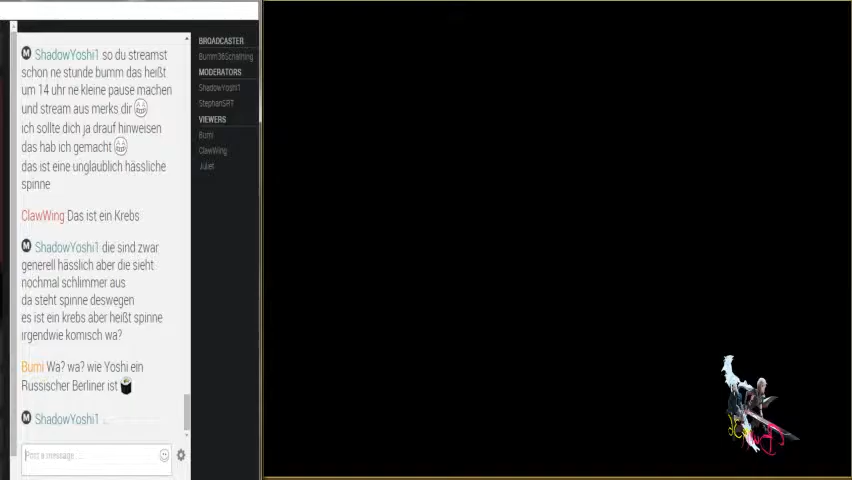 ShadowYoshi1 so du streamst
schon ne stunde bumm das heißt
um 14 uhr ne kleine pause machen
und stream aus merks dir
ich sollte dich ja drauf hinweisen
das hab ich gemacht
das ist eine unglaublich hässliche
spinne
ClawWing Das ist ein Krebs
ShadowYoshi1 die sind zwar
generell hässlich aber die sieht
nochmal schlimmer aus
da steht spinne deswegen
es ist ein krebs aber heißt spinne
irgendwie komisch wa?
Bumi Wa? wa? wie Yoshi ein
Russischer Berliner ist
ShadowYoshi1 ...
Post a message...
BROADCASTER
MODERATORS
ShadowYoshi1
StephanSRT
VIEWERS
Bumi
ClawWing
Juliet